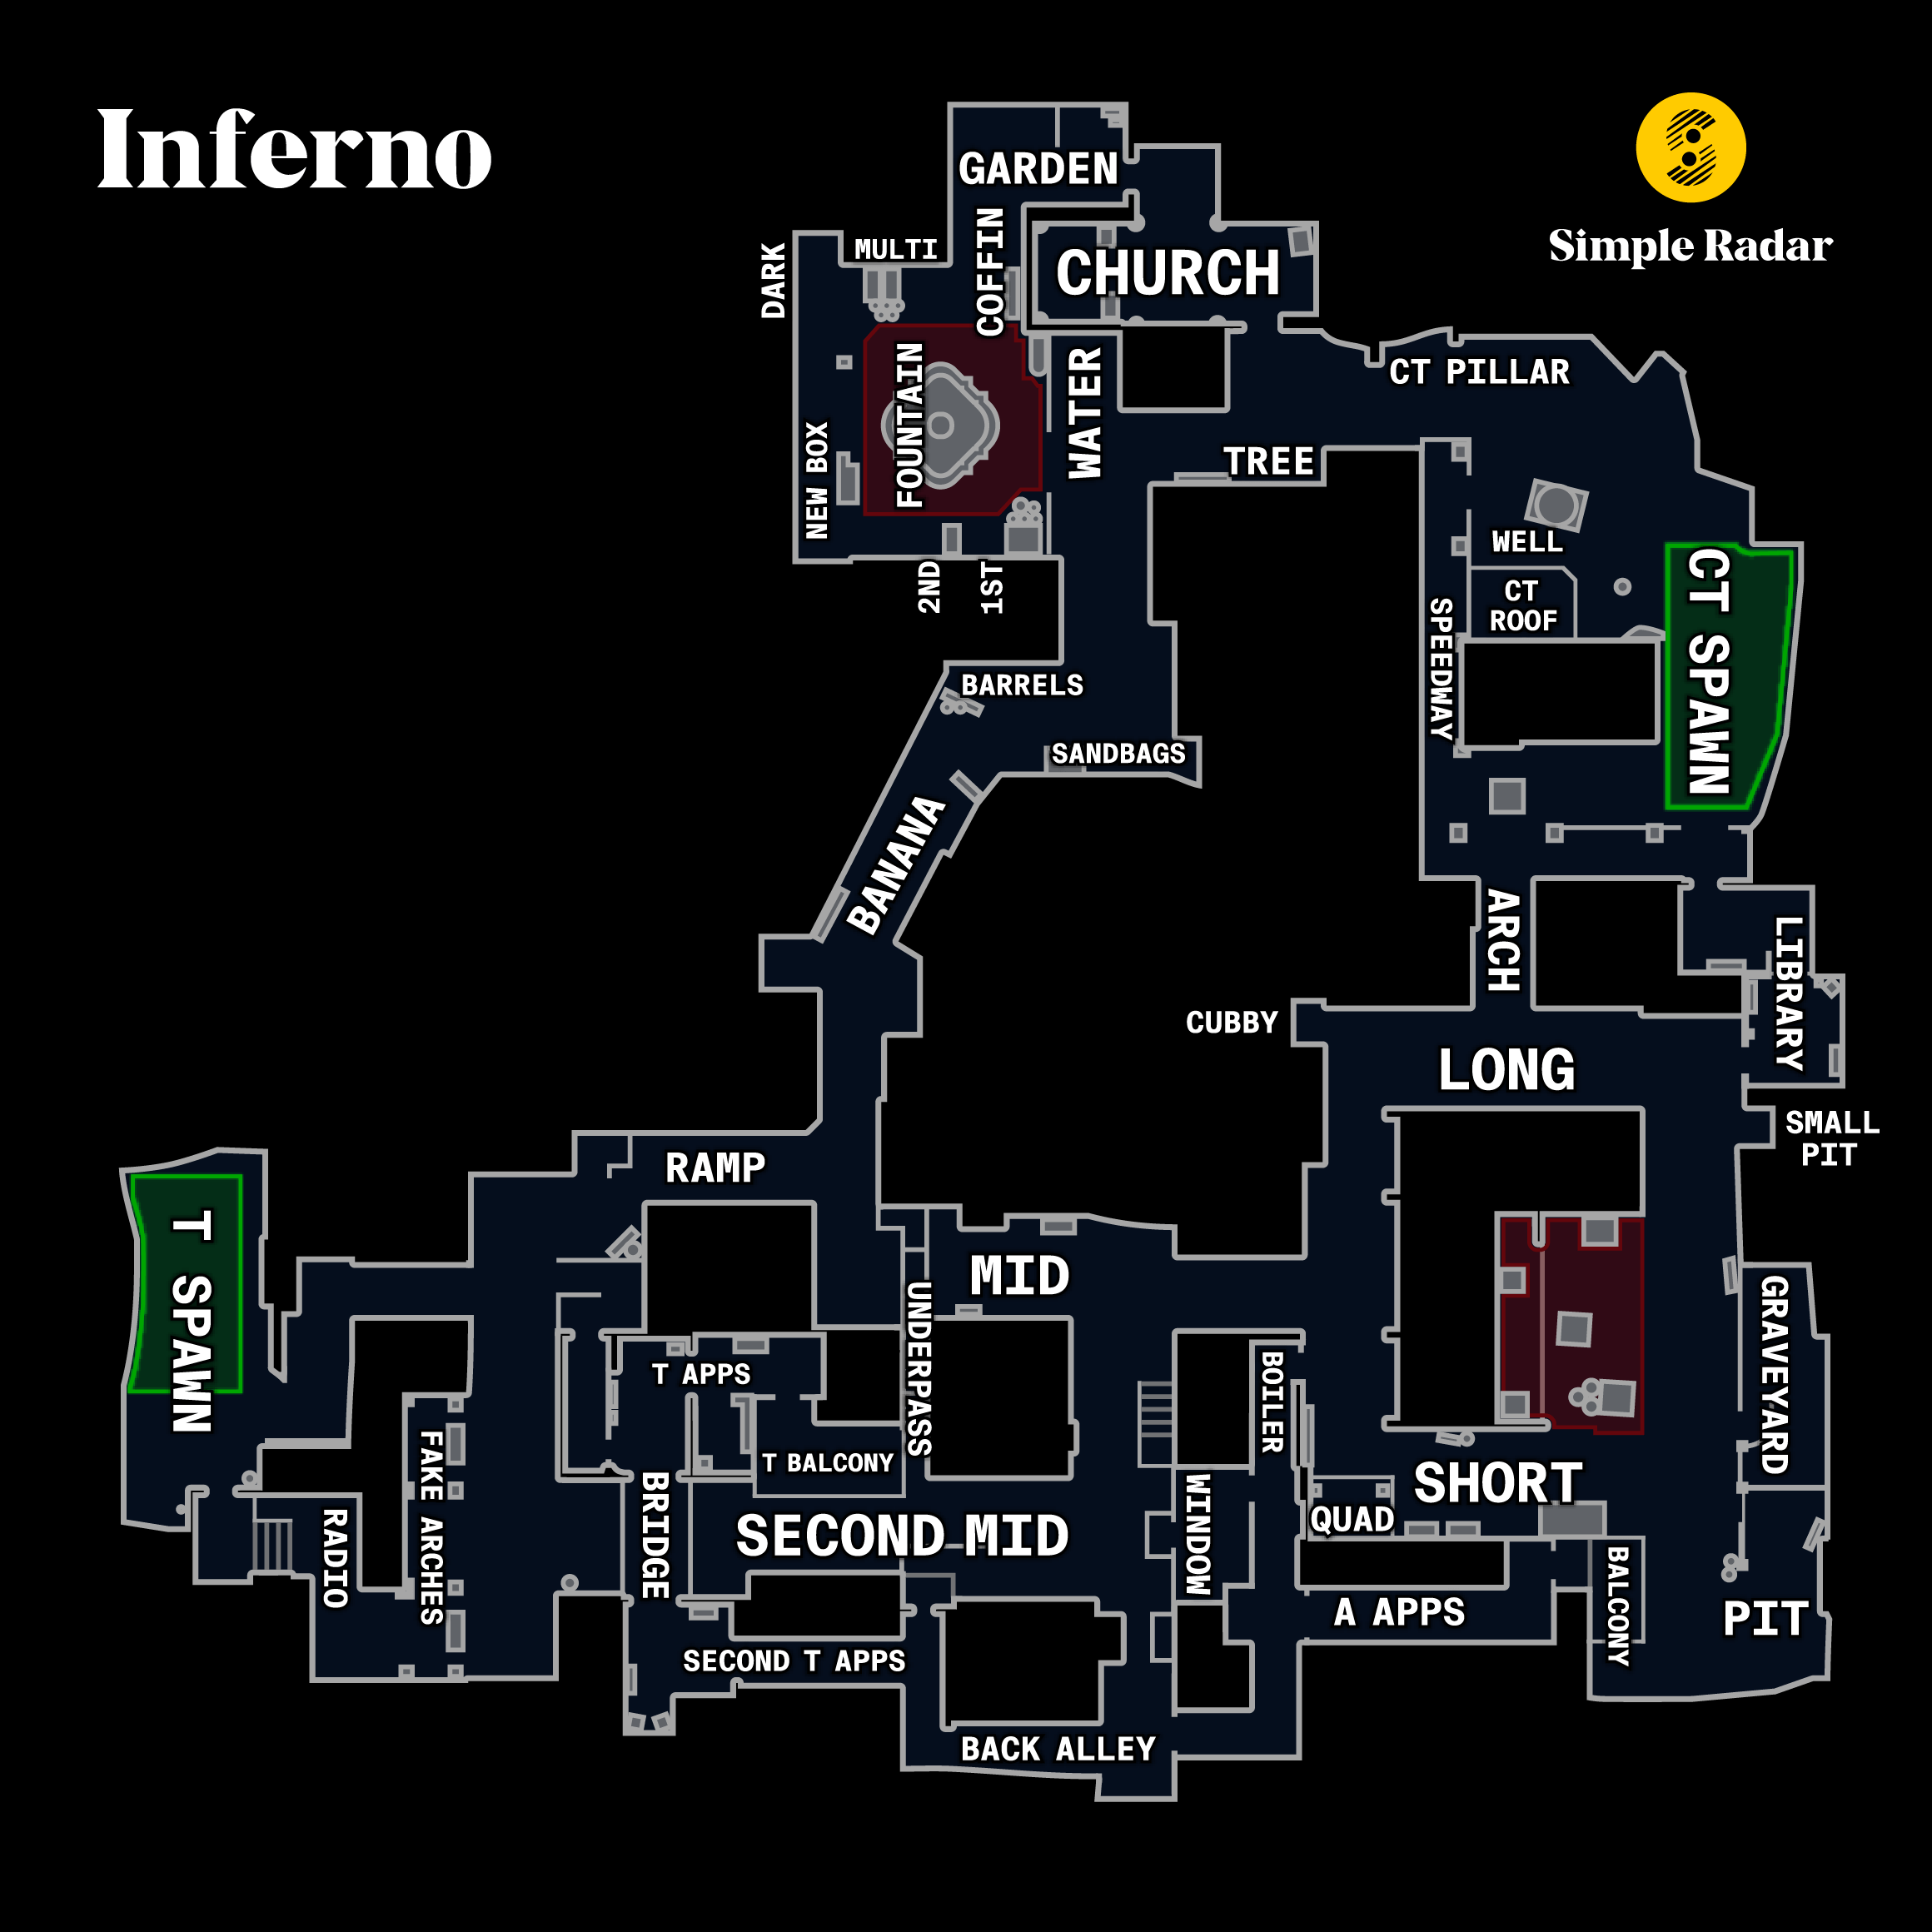 Inferno
Simple Radar
GARDEN
COFFIN
MULTI
DARK
CHURCH
FOUNTAIN
WATER
CT PILLAR
NEW BOX
TREE
WELL
2ND
1ST
CT
ROOF
CT SPAWN
SPEEDWAY
BARRELS
SANDBAGS
BANANA
ARCH
LIBRARY
CUBBY
LONG
SMALL
PIT
RAMP
T SPAWN
MID
UNDERPASS
GRAVEYARD
T APPS
BOILER
FAKE ARCHES
T BALCONY
SHORT
BRIDGE
WINDOW
QUAD
RADIO
SECOND MID
BALCONY
A APPS
PIT
SECOND T APPS
BACK ALLEY